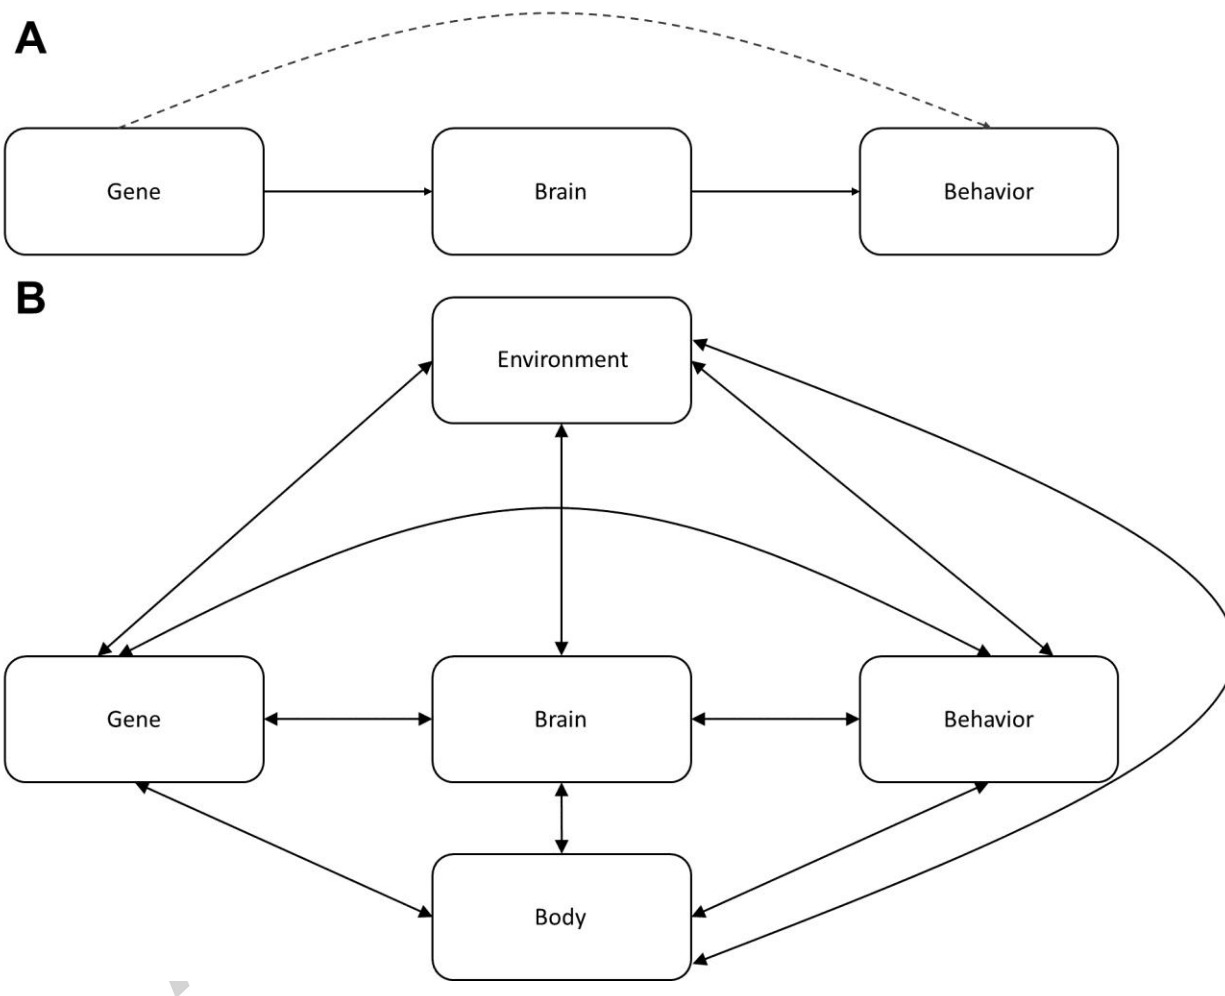 A
Gene
Brain
Behavior
B
Environment
Gene
Brain
Behavior
Body